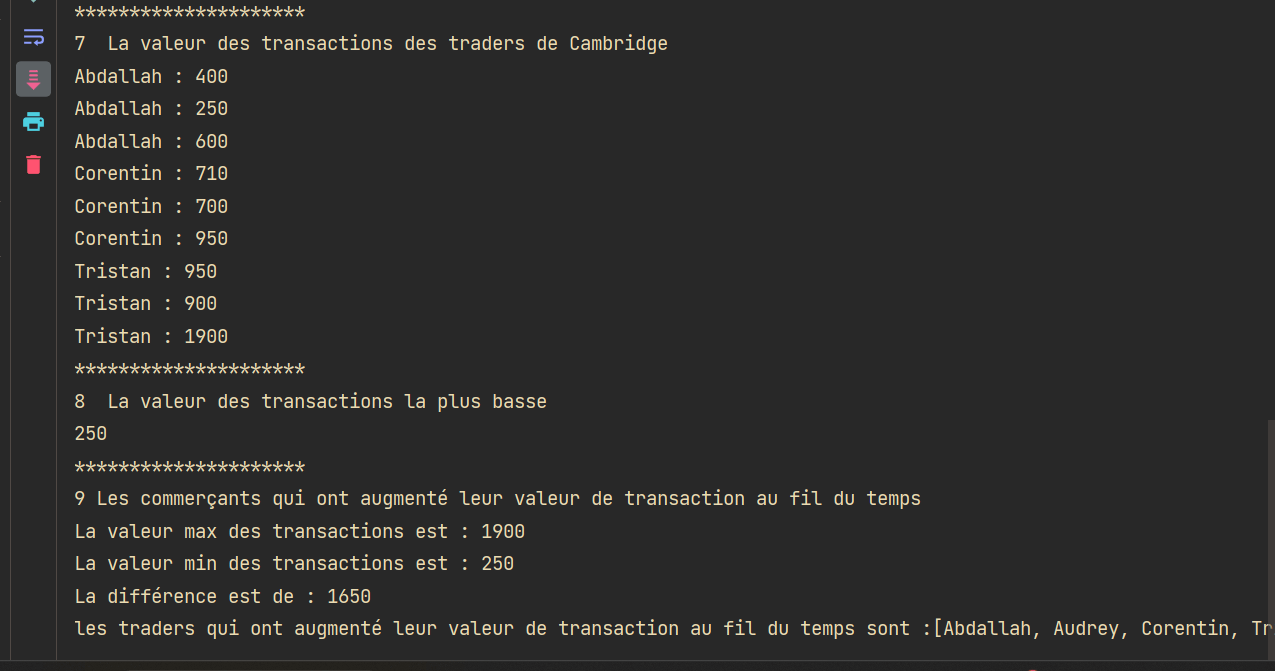 *********************
7  La valeur des transactions des traders de Cambridge
Abdallah : 400
Abdallah : 250
Abdallah : 600
Corentin : 710
Corentin : 700
Corentin : 950
Tristan : 950
Tristan : 900
Tristan : 1900
*********************
8  La valeur des transactions la plus basse
250
*********************
9 Les commerçants qui ont augmenté leur valeur de transaction au fil du temps
La valeur max des transactions est : 1900
La valeur min des transactions est : 250
La différence est de : 1650
les traders qui ont augmenté leur valeur de transaction au fil du temps sont :[Abdallah, Audrey, Corentin,